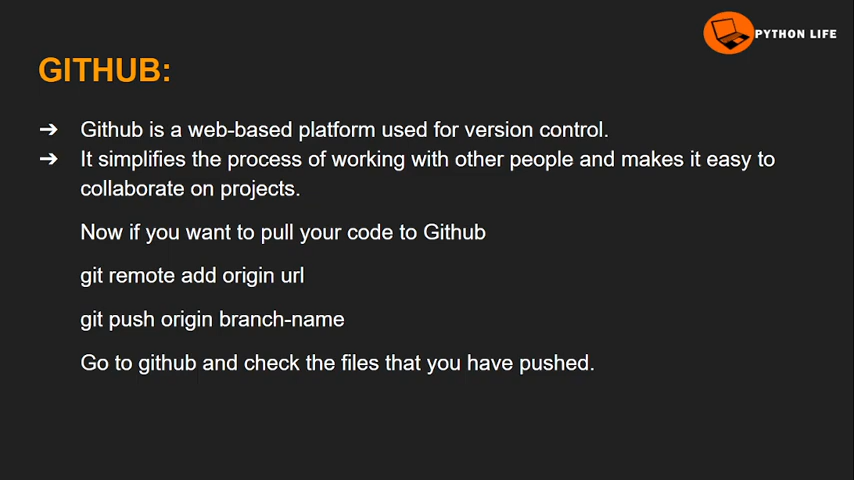 PYTHON LIFE
GITHUB:
➔ Github is a web-based platform used for version control.
➔ It simplifies the process of working with other people and makes it easy to
collaborate on projects.
Now if you want to pull your code to Github
git remote add origin url
git push origin branch-name
Go to github and check the files that you have pushed.